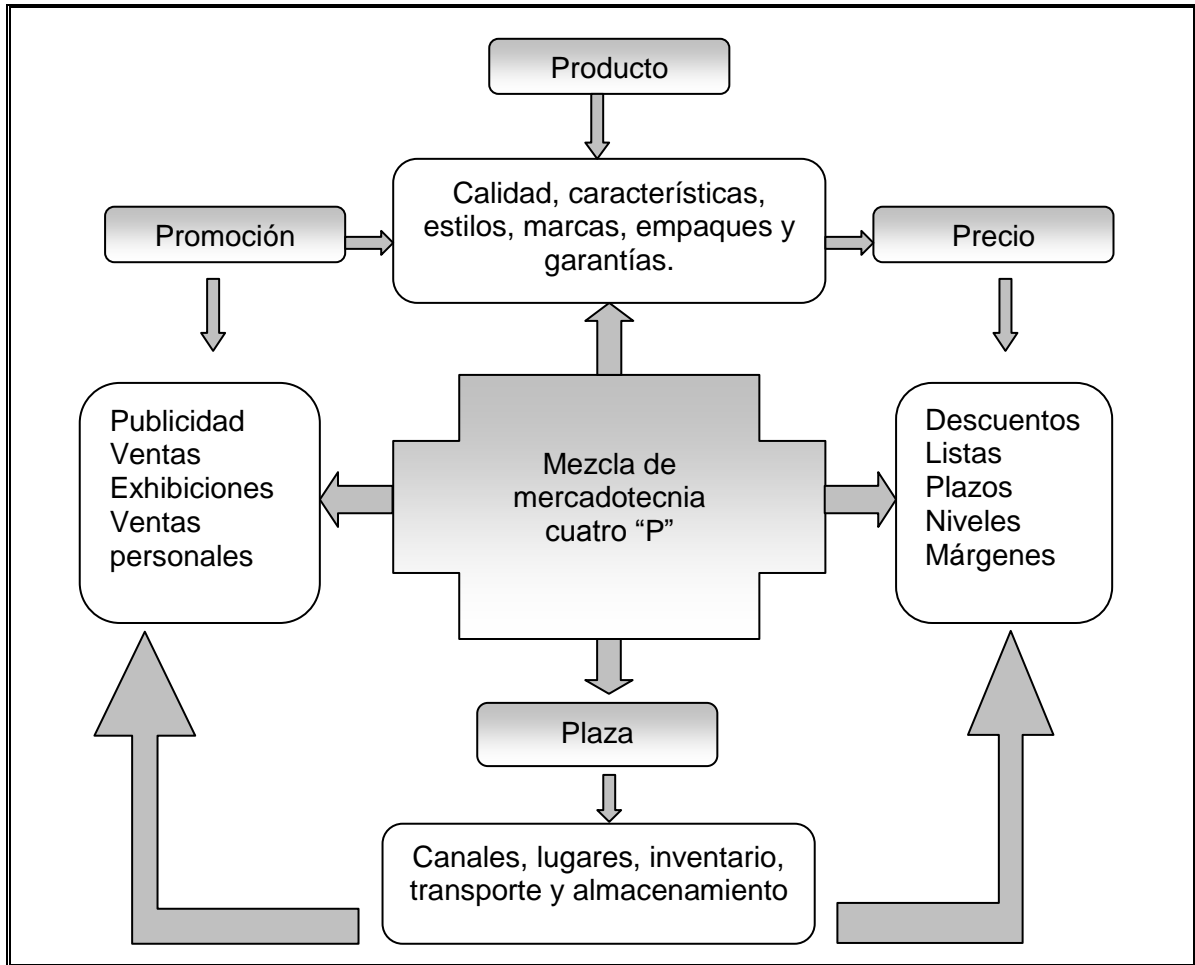 Producto
Calidad, característícas,
estilos, marcas, empaques y
garantías.
Promoción
Precio
Publicidad
Ventas
Exhibiciones
Ventas
personales
Mezcla de
mercadotecnia
cuatro “P”
Descuentos
Listas
Plazos
Niveles
Márgenes
Plaza
Canales, lugares, inventario,
transporte y almacenamiento